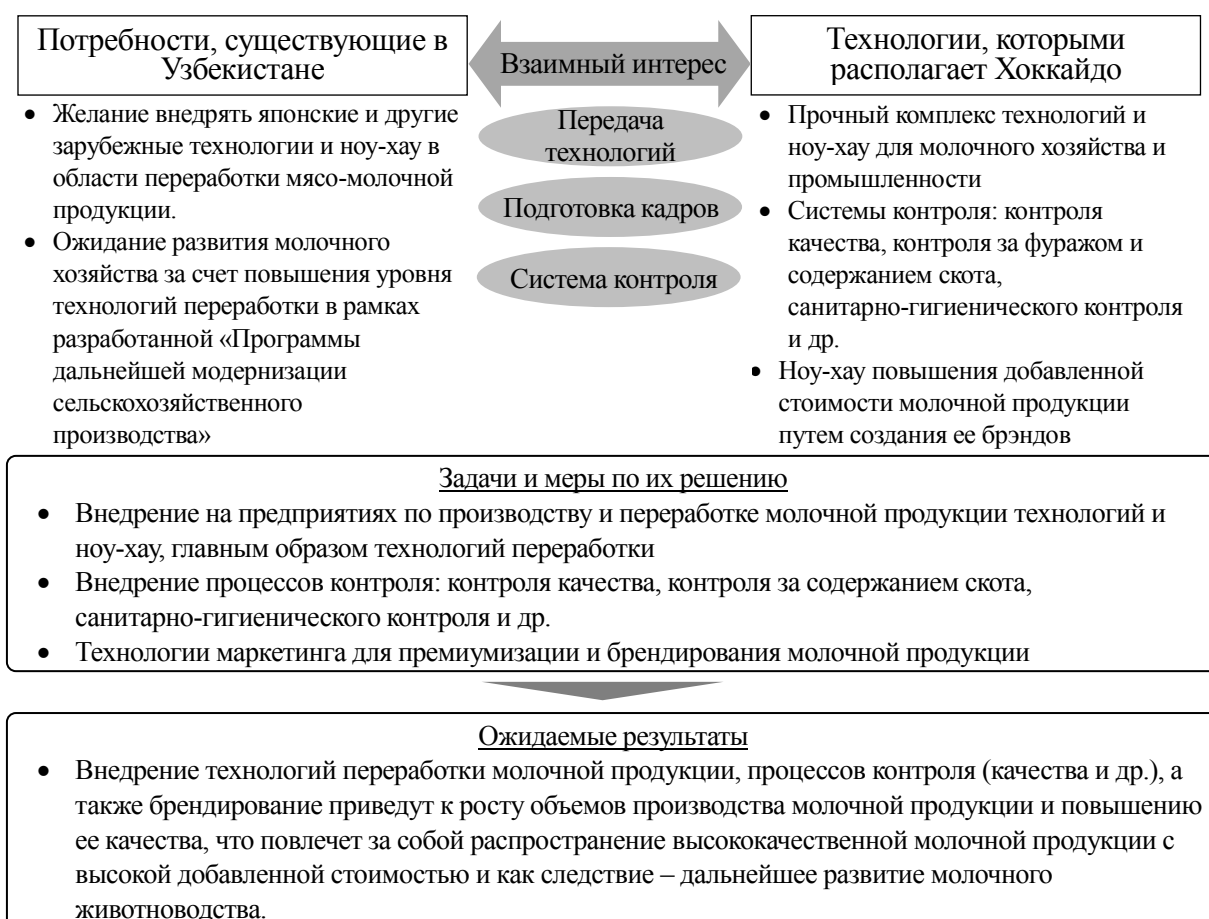 Потребности, существующие в
Узбекистане
Взаимный интерес
Технологии, которыми
располагает Хоккайдо
• Желание внедрять японские и другие
зарубежные технологии и ноу-хау в
области переработки мясо-молочной
продукции.
• Ожидание развития молочного
хозяйства за счет повышения уровня
технологий переработки в рамках
разработанной «Программы
дальнейшей модернизации
сельскохозяйственного
производства»
Передача
технологий
Подготовка кадров
Система контроля
• Прочный комплекс технологий и
ноу-хау для молочного хозяйства и
промышленности
• Системы контроля: контроля
качества, контроля за фуражом и
содержанием скота,
санитарно-гигиенического контроля
и др.
• Ноу-хау повышения добавленной
стоимости молочной продукции
путем создания ее брэндов
Задачи и меры по их решению
• Внедрение на предприятиях по производству и переработке молочной продукции технологий и
ноу-хау, главным образом технологий переработки
• Внедрение процессов контроля: контроля качества, контроля за содержанием скота,
санитарно-гигиенического контроля и др.
• Технологии маркетинга для премиумизации и брендирования молочной продукции
Ожидаемые результаты
• Внедрение технологий переработки молочной продукции, процессов контроля (качества и др.), а
также брендирование приведут к росту объемов производства молочной продукции и повышению
ее качества, что повлечет за собой распространение высококачественной молочной продукции с
высокой добавленной стоимостью и как следствие – дальнейшее развитие молочного
животноводства.